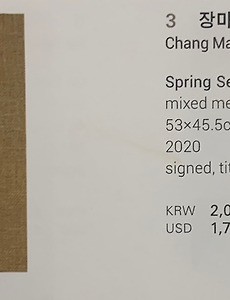 3 장미
Chang Ma
Spring Se
mixed me
53×45.5c
2020
signed, tit
KRW 2,0
USD 1,7